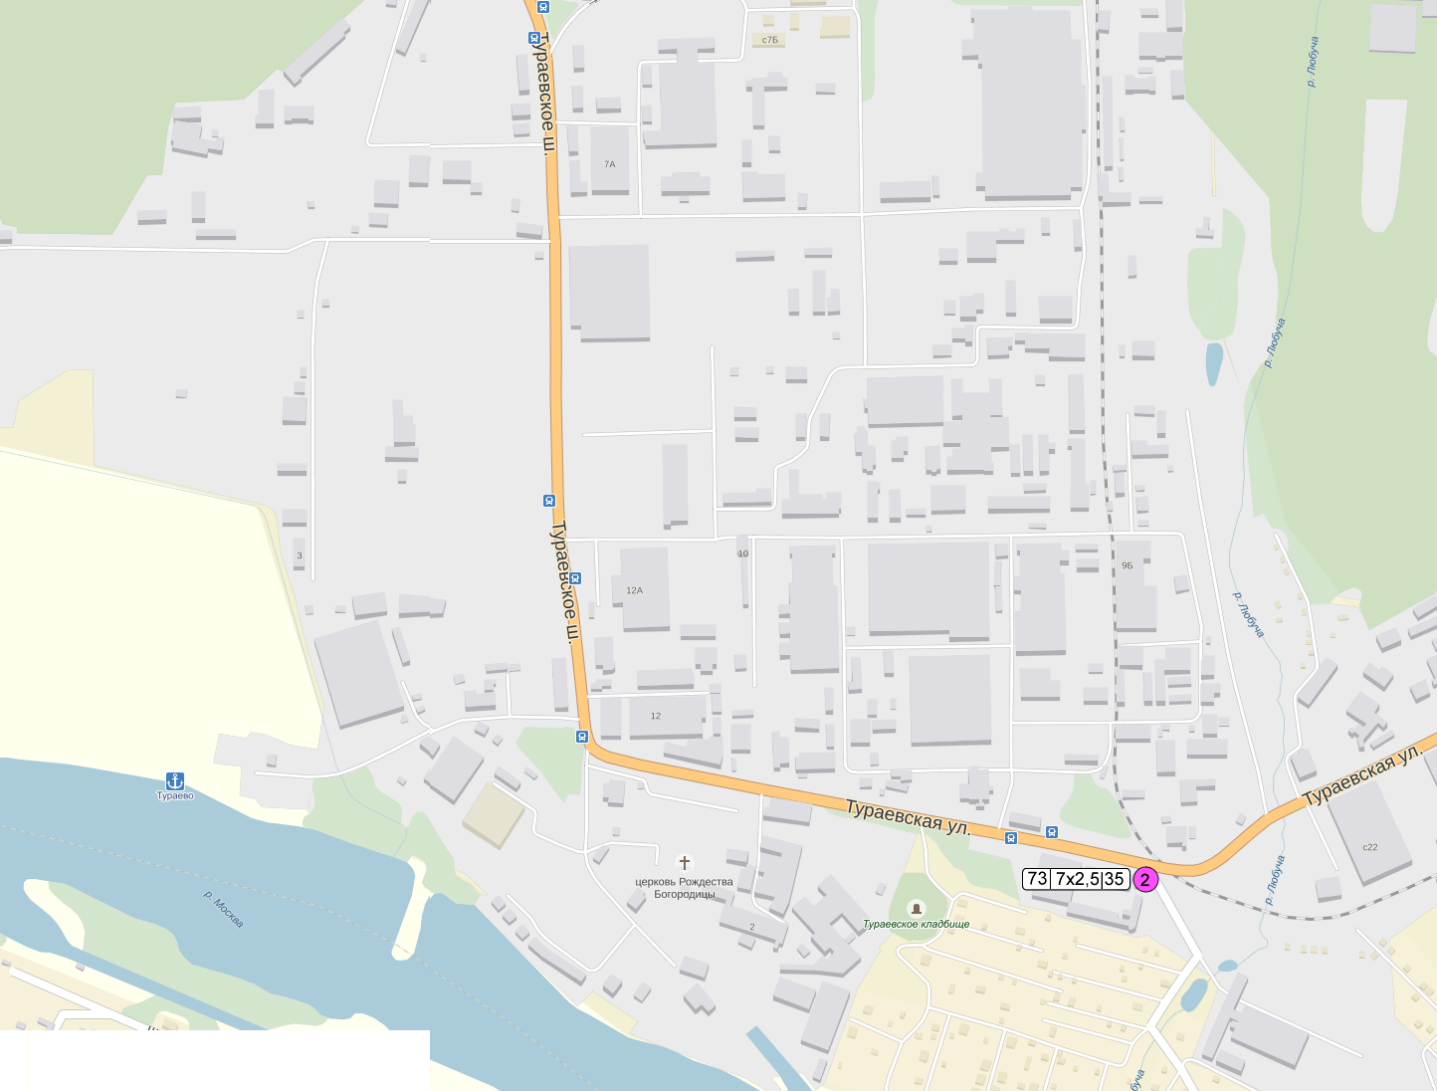 р. Любуча
Тураевское ш.
с7Б
7А
р. Любуча
Тураевское ш.
10
3
12А
9Б
р. Любуча
12
Тураевская ул.
Тураево
Тураевская ул.
с22
церковь Рождества
Богородицы
73 7х2,5|35 2
р. Любуча
р. Москва
Тураевское кладбище
2